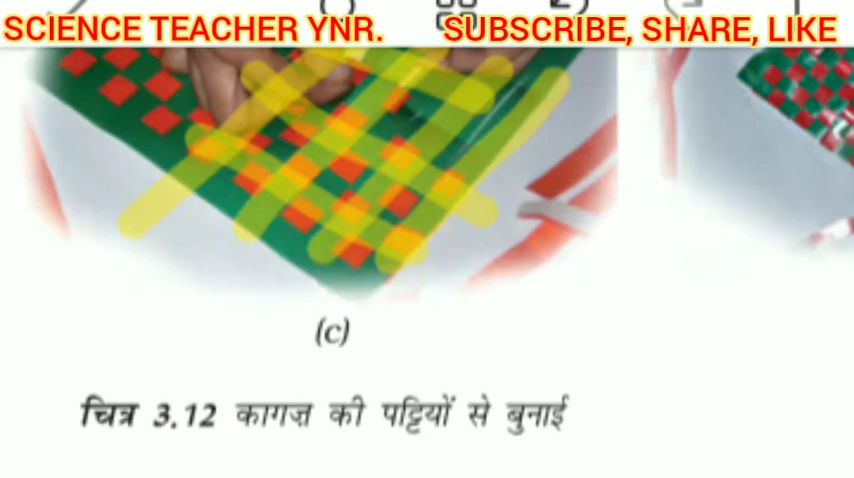 SCIENCE TEACHER YNR. SUBSCRIBE, SHARE, LIKE
(c)
चित्र 3.12 कागज़ की पट्टियों से बुनाई